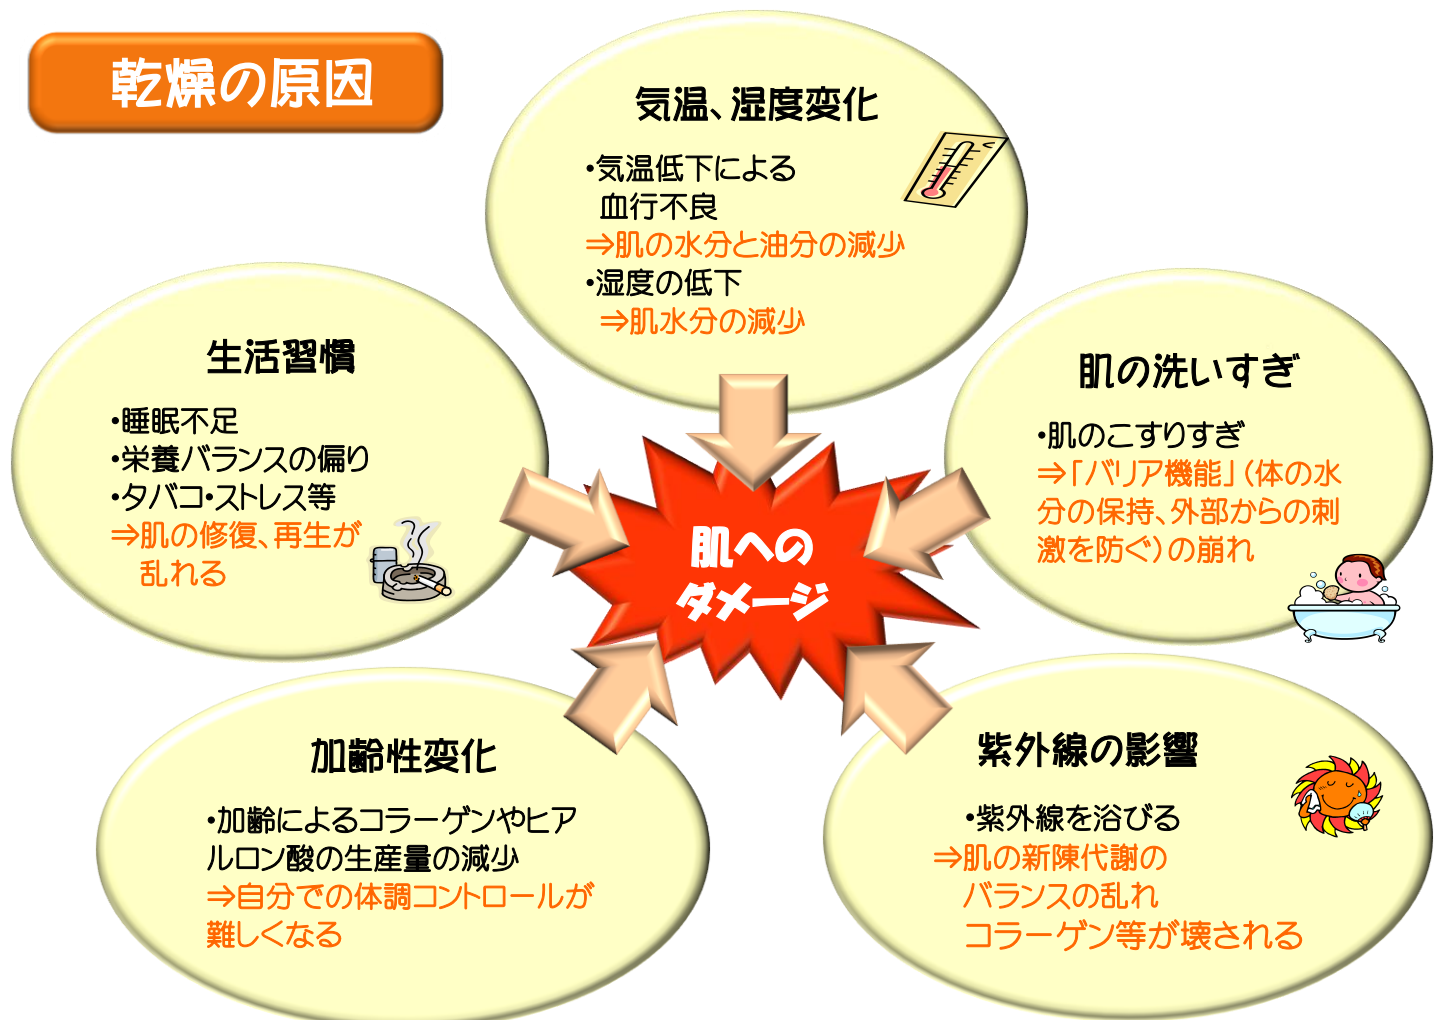 乾燥の原因
気温、湿度変化
・気温低下による
血行不良
⇒肌の水分と油分の減少
・湿度の低下
⇒肌水分の減少
生活習慣
・睡眠不足
・栄養バランスの偏り
・タバコ・ストレス等
⇒肌の修復、再生が
乱れる
肌の洗いすぎ
・肌のこすりすぎ
⇒「バリア機能」（体の水
分の保持、外部からの刺
激を防ぐ）の崩れ
肌への
ダメージ
加齢性変化
・加齢によるコラーゲンやヒア
ルロン酸の生産量の減少
⇒自分での体調コントロールが
難しくなる
紫外線の影響
・紫外線を浴びる
⇒肌の新陳代謝の
バランスの乱れ
コラーゲン等が壊される